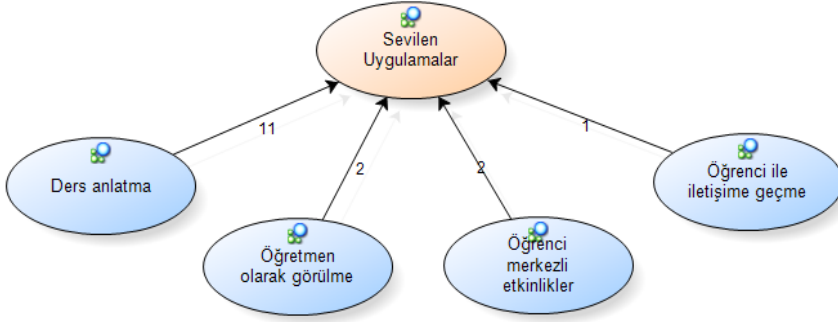 Sevilen
Uygulamalar
11
2
2
1
Ders anlatma
Öğretmen
olarak görülme
Öğrenci
merkezli
etkinlikler
Öğrenci ile
iletişime geçme